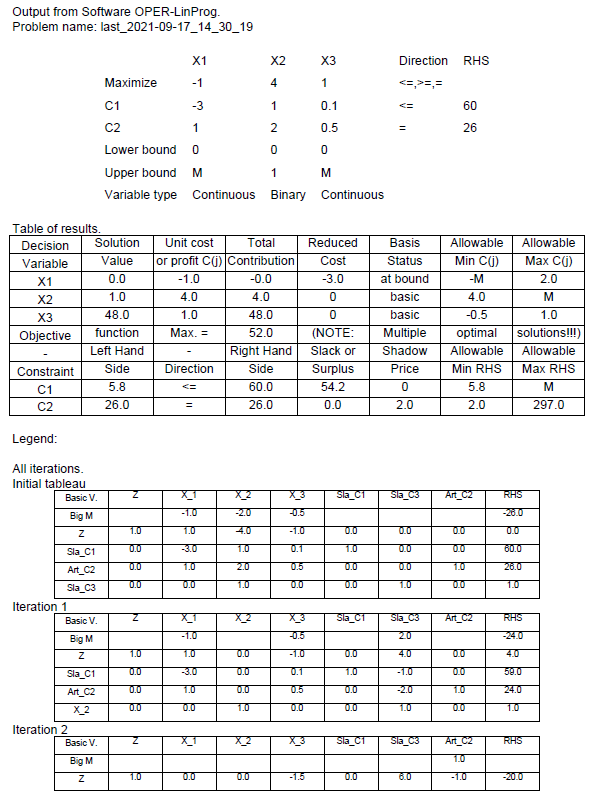 Output from Software OPER-LinProg.
Problem name: last_2021-09-17_14_30_19
X1 X2 X3 Direction RHS
Maximize -1 4 1 <=,>=,=
C1 -3 1 0.1 <= 60
C2 1 2 0.5 = 26
Lower bound 0 0 0
Upper bound M 1 M
Variable type Continuous Binary Continuous
Table of results.
Decision Solution Unit cost Total Reduced Basis Allowable Allowable
Variable Value or profit C(j) Contribution Cost Status Min C(j) Max C(j)
X1 0.0 -1.0 -0.0 -3.0 at bound -M 2.0
X2 1.0 4.0 4.0 0 basic 4.0 M
X3 48.0 1.0 48.0 0 basic -0.5 1.0
Objective function Max. = 52.0 (NOTE: Multiple optimal solutions!!!)
- Left Hand - Right Hand Slack or Shadow Allowable Allowable
Constraint Side Direction Side Surplus Price Min RHS Max RHS
C1 5.8 <= 60.0 54.2 0 5.8 M
C2 26.0 = 26.0 0.0 2.0 2.0 297.0
Legend:
All iterations.
Initial tableau
Basic V. Z X_1 X_2 X_3 Sla_C1 Sla_C3 Art_C2 RHS
Big M -1.0 -2.0 -0.5 -26.0
Z 1.0 1.0 -4.0 -1.0 0.0 0.0 0.0 0.0
Sla_C1 0.0 -3.0 1.0 0.1 1.0 0.0 0.0 60.0
Art_C2 0.0 1.0 2.0 0.5 0.0 0.0 1.0 26.0
Sla_C3 0.0 0.0 1.0 0.0 0.0 1.0 0.0 1.0
Iteration 1
Basic V. Z X_1 X_2 X_3 Sla_C1 Sla_C3 Art_C2 RHS
Big M -1.0 -0.5 2.0 -24.0
Z 1.0 1.0 0.0 -1.0 0.0 4.0 0.0 4.0
Sla_C1 0.0 -3.0 0.0 0.1 1.0 -1.0 0.0 59.0
Art_C2 0.0 1.0 0.0 0.5 0.0 -2.0 1.0 24.0
X_2 0.0 0.0 1.0 0.0 0.0 1.0 0.0 1.0
Iteration 2
Basic V. Z X_1 X_2 X_3 Sla_C1 Sla_C3 Art_C2 RHS
Big M 1.0
Z 1.0 0.0 0.0 -1.5 0.0 6.0 -1.0 -20.0